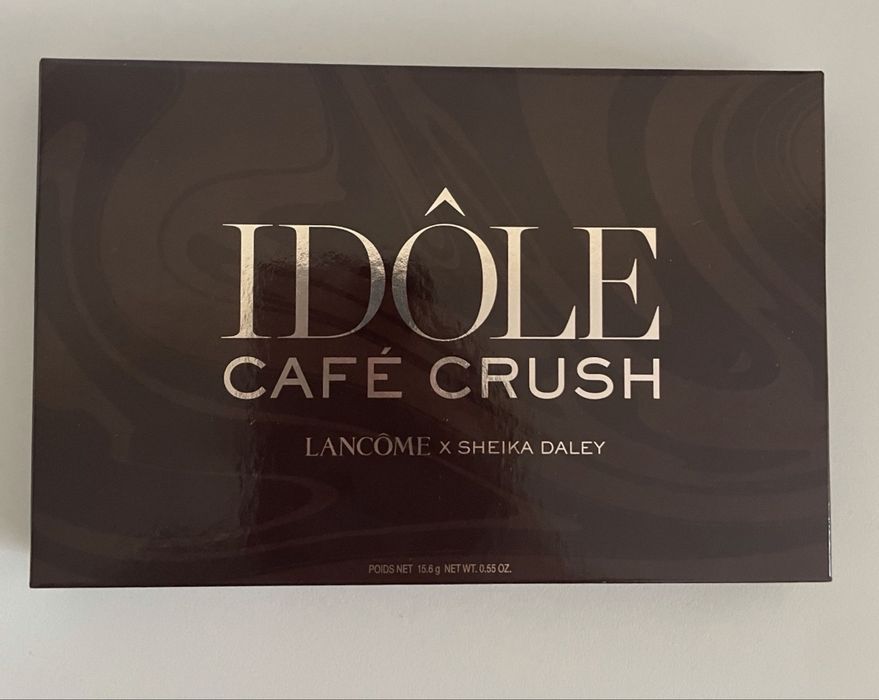 IDÔLE
CAFÉ CRUSH
LANCÔME X SHEIKA DALEY
POIDS NET 15.6 g NET WT. 0.55 OZ.